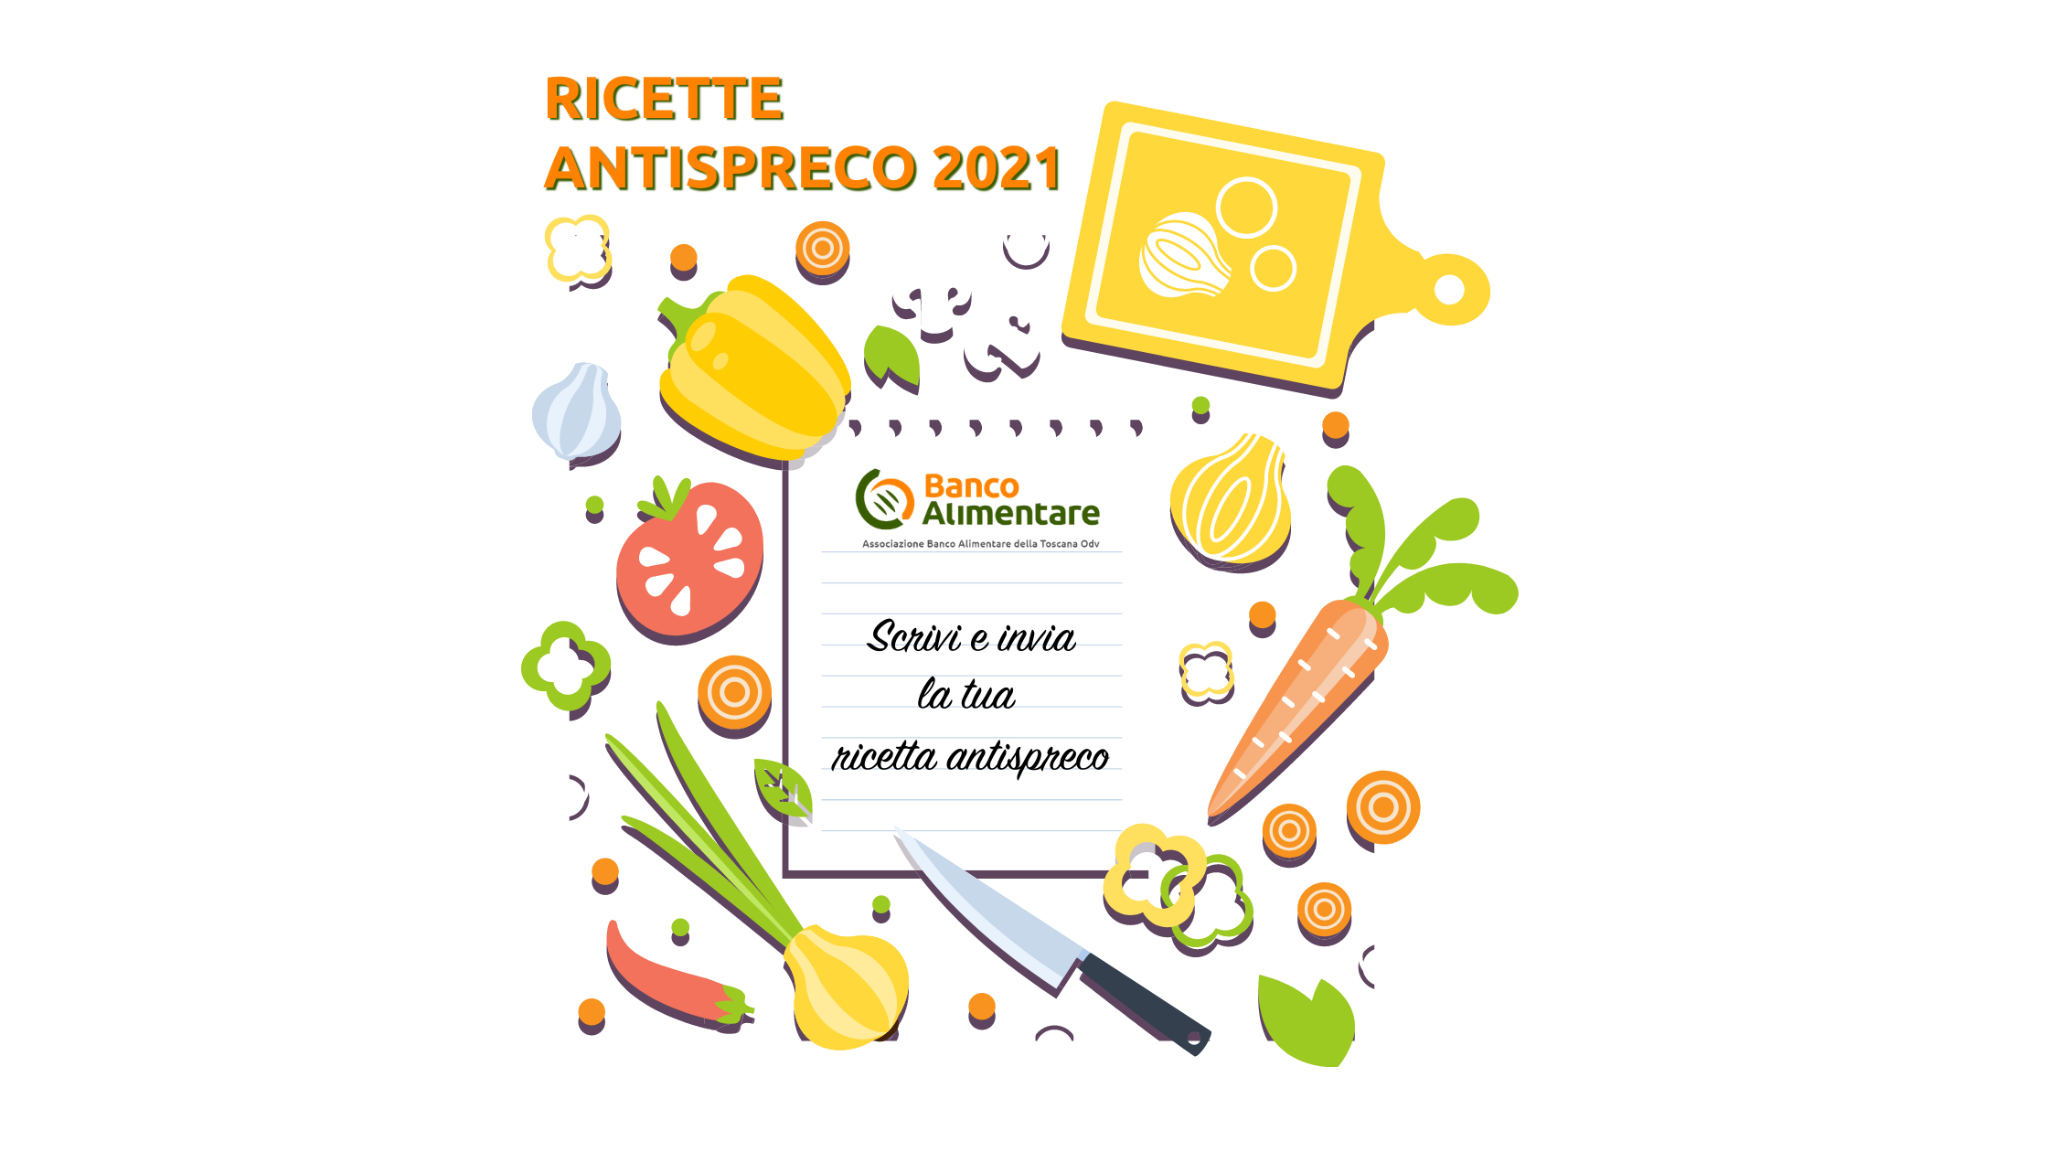 RICETTE
ANTISPRECO 2021
Banco
Alimentare
Associazione Banco Alimentare della Toscana Odv
Scrivi e invia
la tua
ricetta antispreco